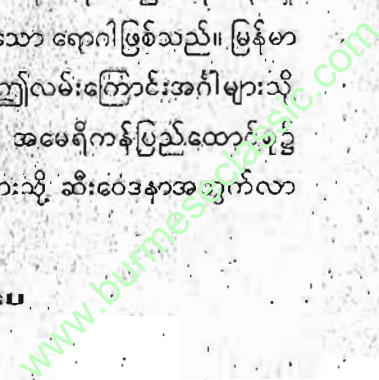 သော ရောဂါဖြစ်သည်။ မြန်မာ
ဤလမ်းကြောင်းအင်္ဂါများသို
အမေရိကန်ပြည်ထောင်စု၌
ားသို့ ဆီးဝေဒနာအတွက်လာ
www.burmeseclassic.com